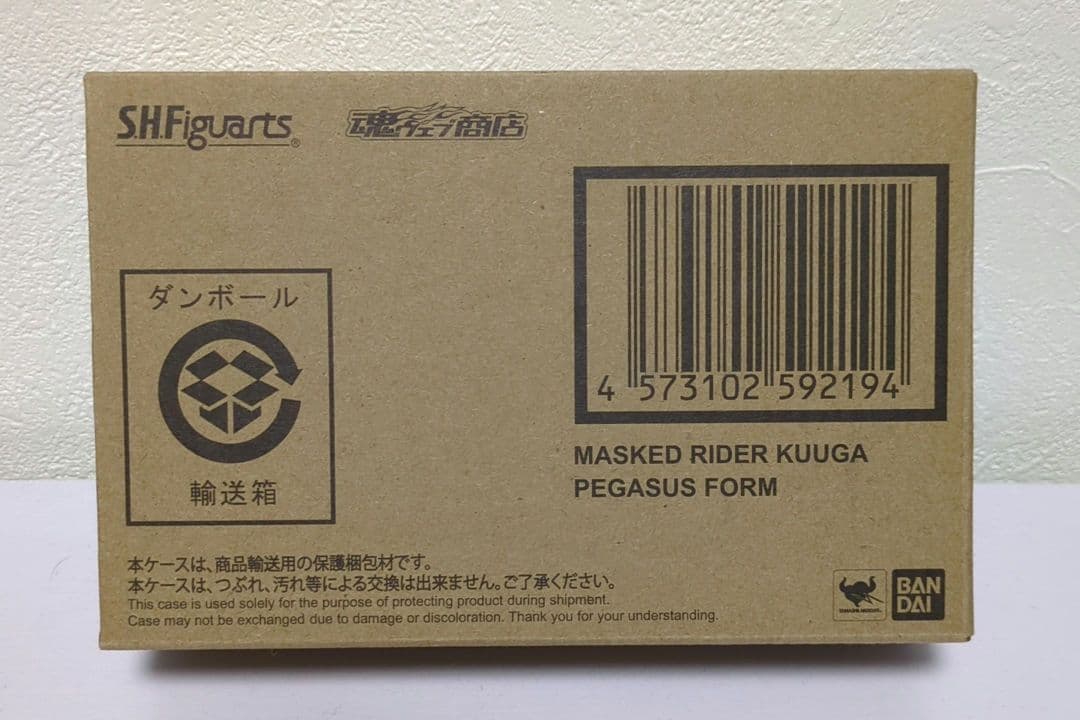 S.H.Figuarts®
魂ウェブ商店
4 573102 592194
MASKED RIDER KUUGA
PEGASUS FORM
ダンボール
輸送箱
本ケースは、商品輸送用の保護梱包材です。
本ケースは、つぶれ、汚れ等による交換は出来ません。ご了承ください。
This case is used solely for the purpose of protecting product during shipment.
Case may not be exchanged due to damage or discoloration. Thank you for your understanding.
TAMASHII NATIONS
BAN
DAI